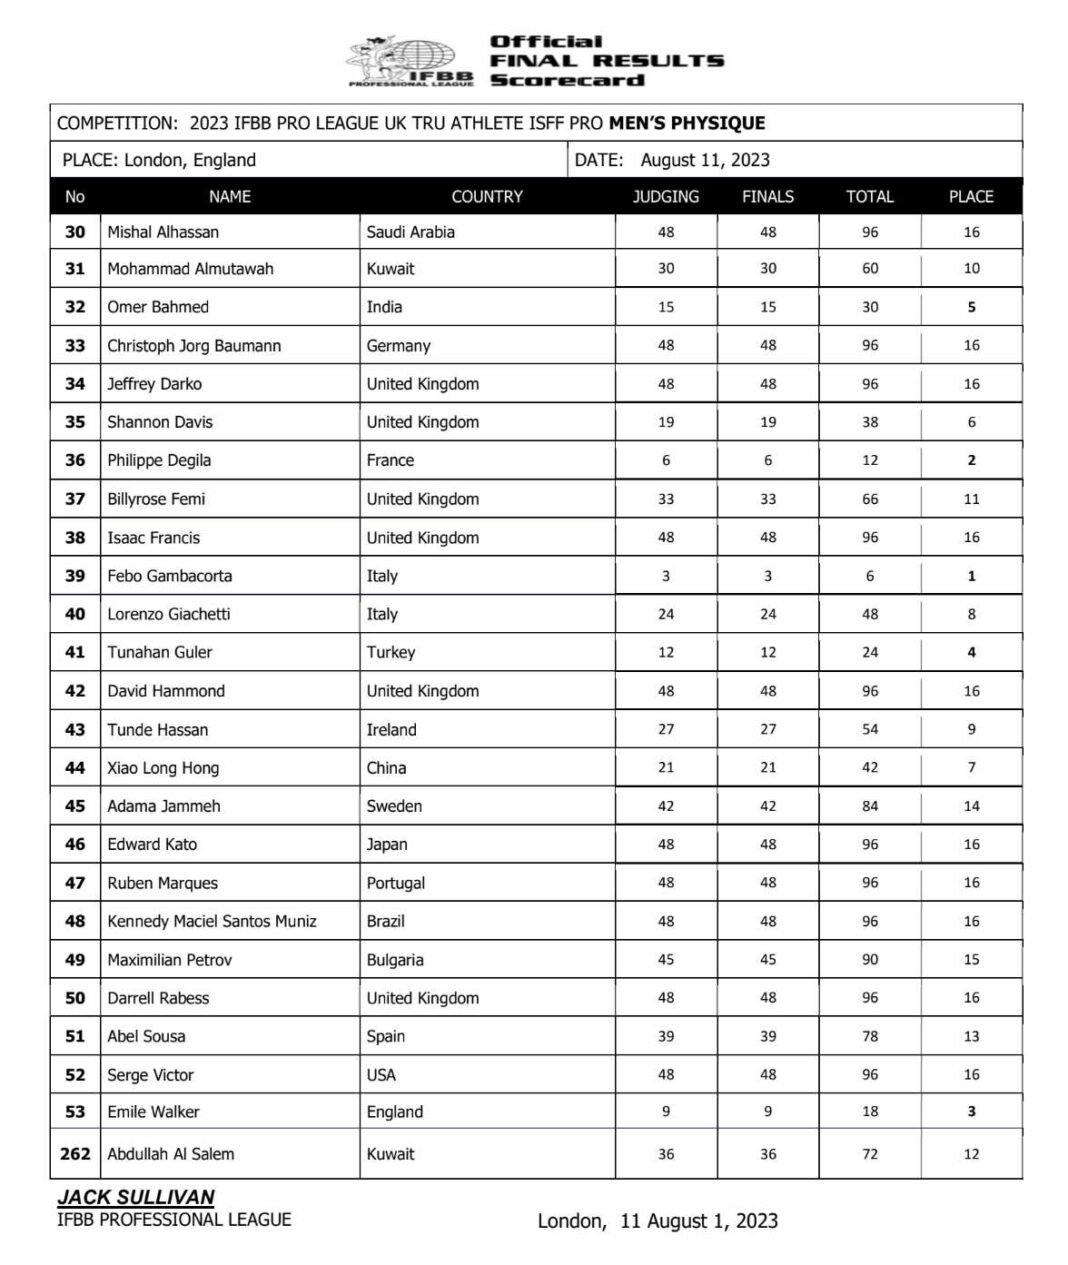 Official
FINAL RESULTS
Scorecard
IFBB
PROFESSIONAL LEAGUE
COMPETITION: 2023 IFBB PRO LEAGUE UK TRU ATHLETE ISFF PRO MEN'S PHYSIQUE
PLACE: London, England DATE: August 11, 2023
No NAME COUNTRY JUDGING FINALS TOTAL PLACE
30 Mishal Alhassan Saudi Arabia 48 48 96 16
31 Mohammad Almutawah Kuwait 30 30 60 10
32 Omer Bahmed India 15 15 30 5
33 Christoph Jorg Baumann Germany 48 48 96 16
34 Jeffrey Darko United Kingdom 48 48 96 16
35 Shannon Davis United Kingdom 19 19 38 6
36 Philippe Degila France 6 6 12 2
37 Billyrose Femi United Kingdom 33 33 66 11
38 Isaac Francis United Kingdom 48 48 96 16
39 Febo Gambacorta Italy 3 3 6 1
40 Lorenzo Giachetti Italy 24 24 48 8
41 Tunahan Guler Turkey 12 12 24 4
42 David Hammond United Kingdom 48 48 96 16
43 Tunde Hassan Ireland 27 27 54 9
44 Xiao Long Hong China 21 21 42 7
45 Adama Jammeh Sweden 42 42 84 14
46 Edward Kato Japan 48 48 96 16
47 Ruben Marques Portugal 48 48 96 16
48 Kennedy Maciel Santos Muniz Brazil 48 48 96 16
49 Maximilian Petrov Bulgaria 45 45 90 15
50 Darrell Rabess United Kingdom 48 48 96 16
51 Abel Sousa Spain 39 39 78 13
52 Serge Victor USA 48 48 96 16
53 Emile Walker England 9 9 18 3
262 Abdullah Al Salem Kuwait 36 36 72 12
JACK SULLIVAN
IFBB PROFESSIONAL LEAGUE London, 11 August 1, 2023